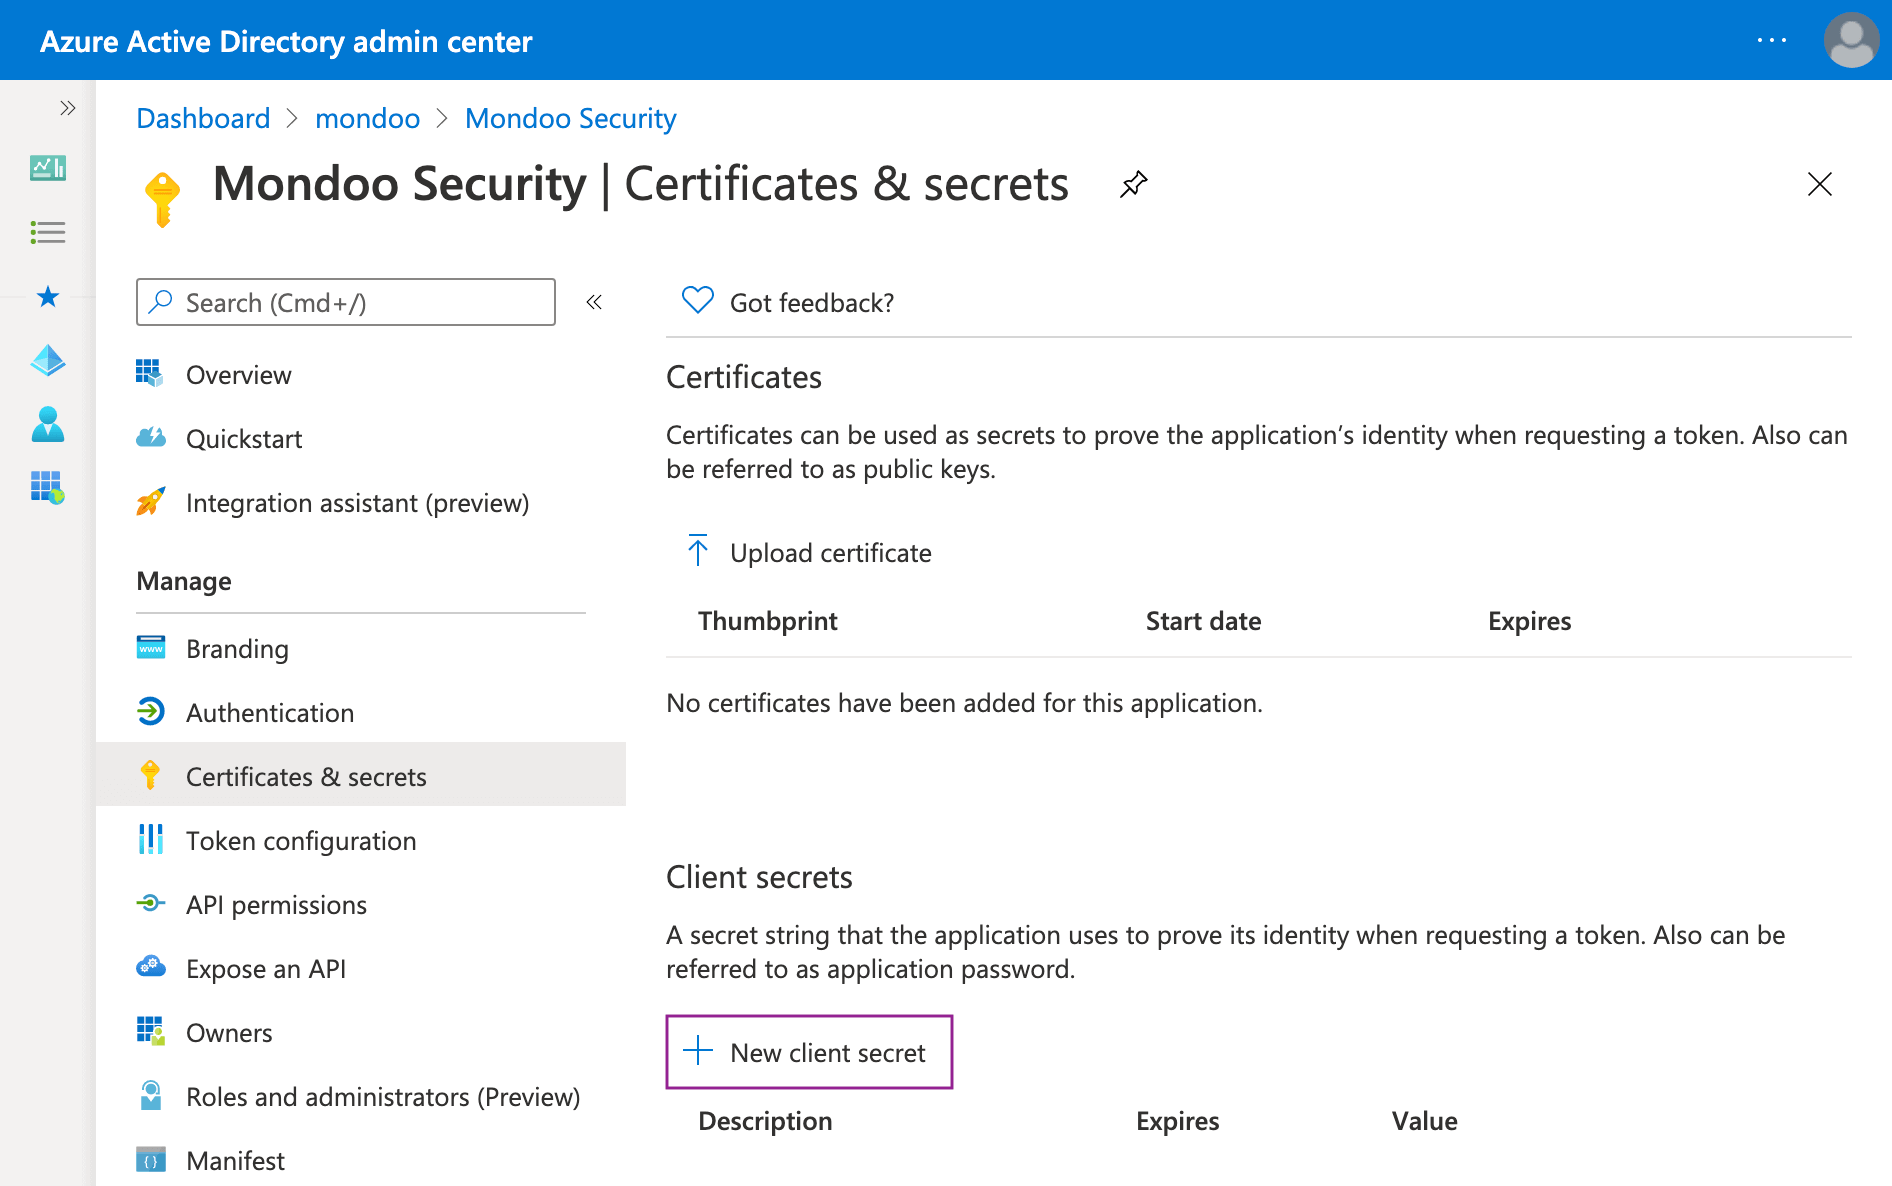 Azure Active Directory admin center
Dashboard > mondoo > Mondoo Security
Mondoo Security | Certificates & secrets
Search (Cmd+/)
Overview
Quickstart
Integration assistant (preview)
Manage
www
Branding
Authentication
Certificates & secrets
Token configuration
API permissions
Expose an API
Owners
Roles and administrators (Preview)
Manifest
Got feedback?
Certificates
Certificates can be used as secrets to prove the application’s identity when requesting a token. Also can
be referred to as public keys.
Upload certificate
Thumbprint Start date Expires
No certificates have been added for this application.
Client secrets
A secret string that the application uses to prove its identity when requesting a token. Also can be
referred to as application password.
New client secret
Description Expires Value